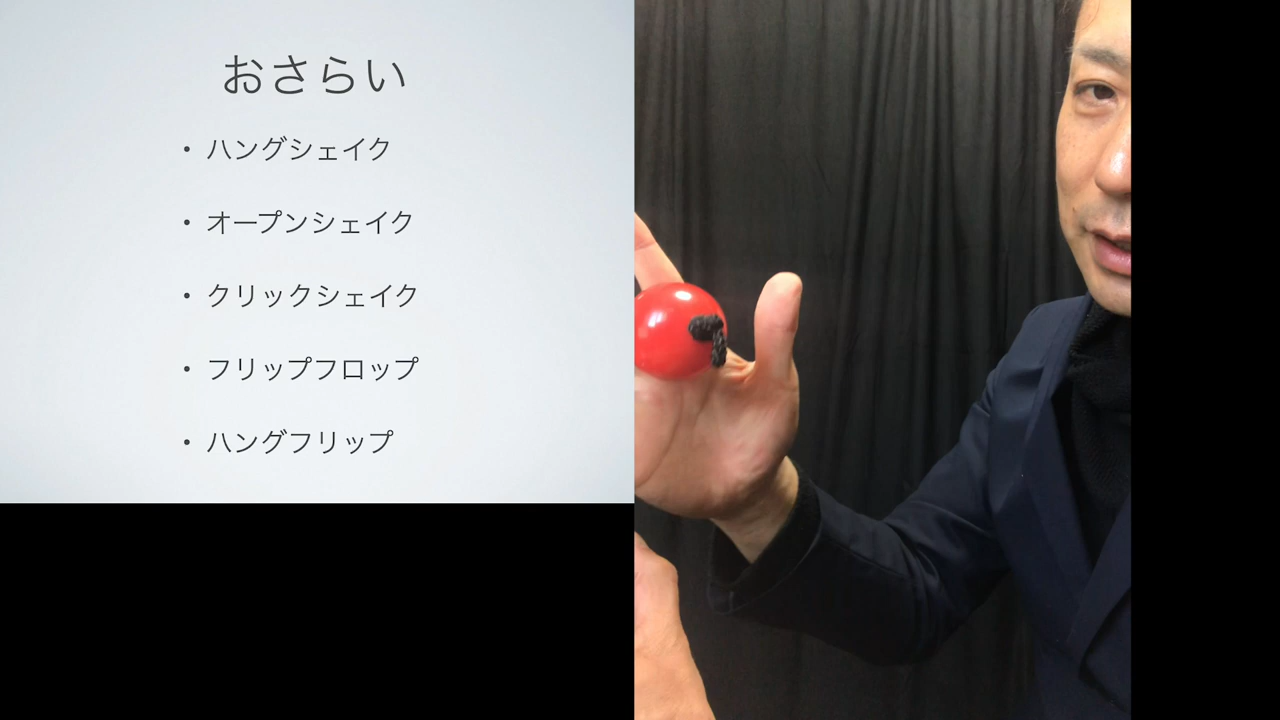 おさらい
・ハングシェイク
・オープンシェイク
・クリックシェイク
・フリップフロップ
・ハングフリップ